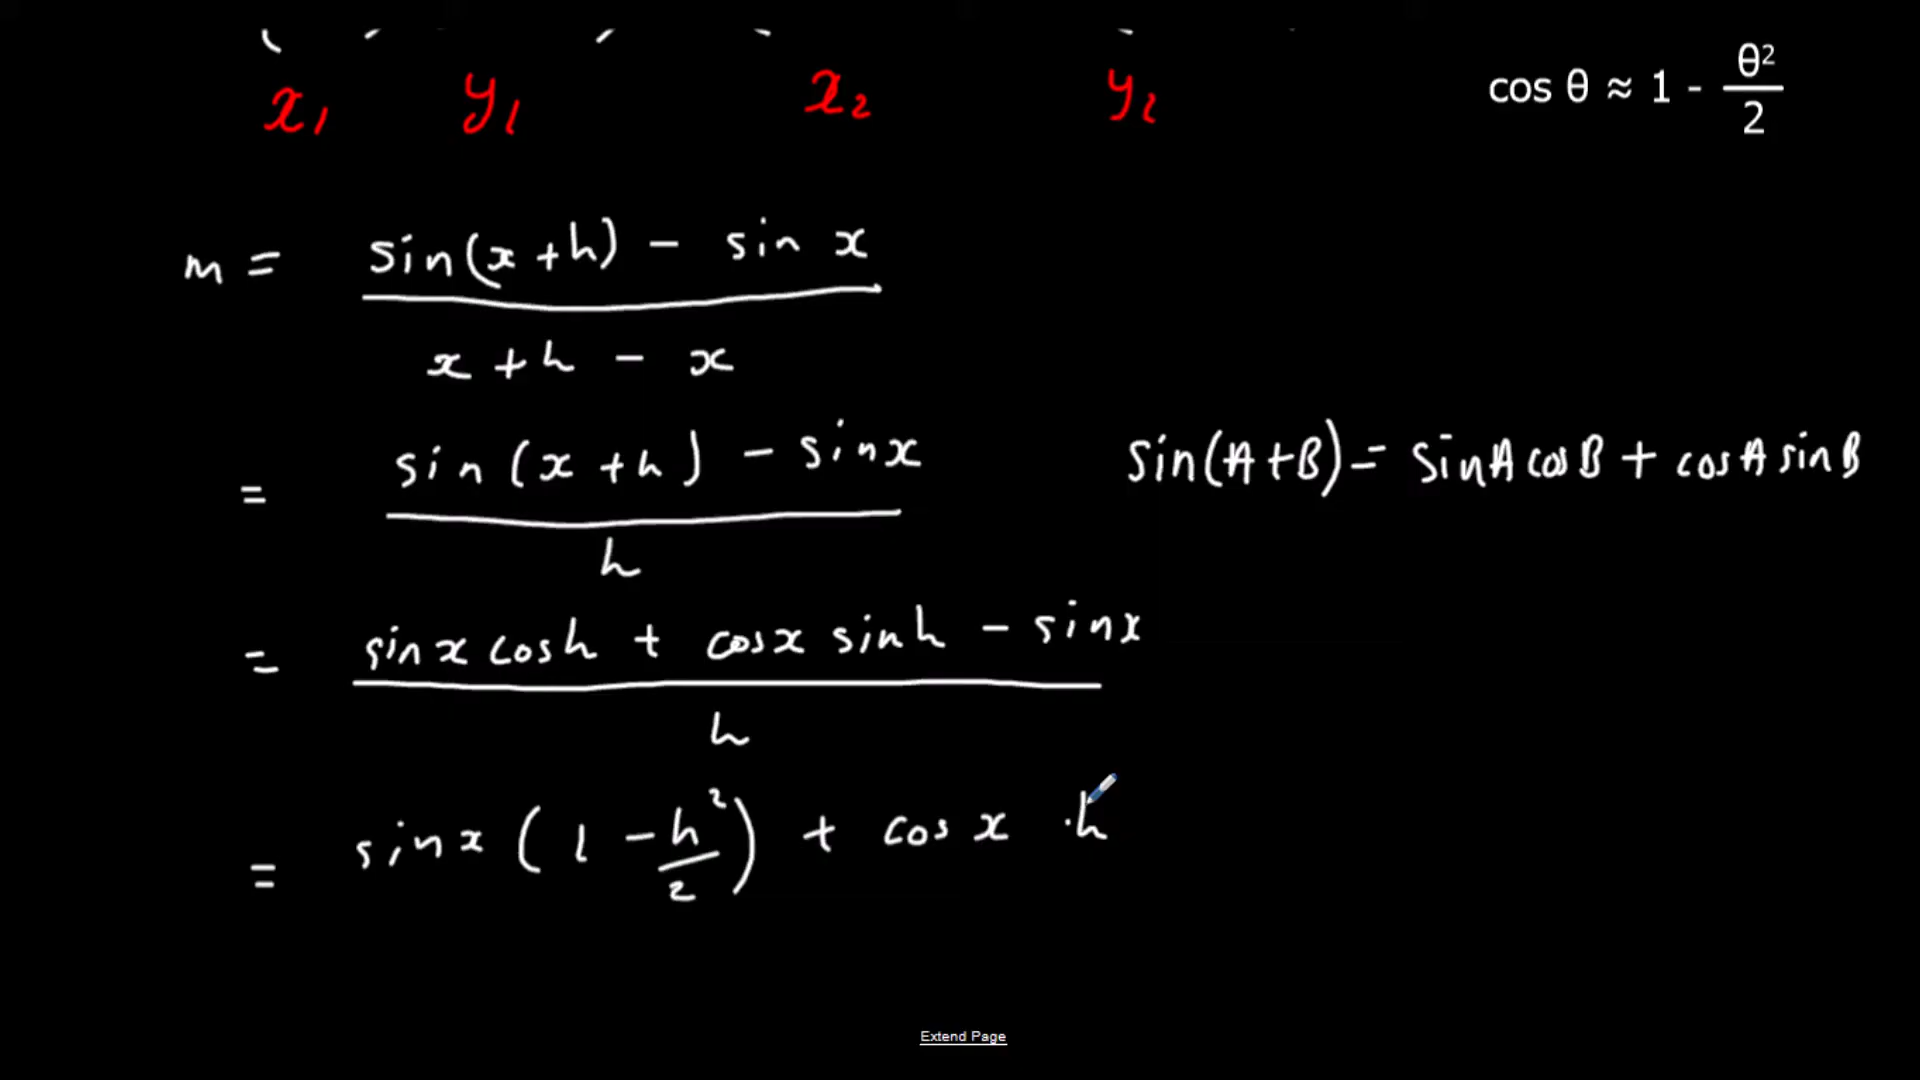 x₁ y₁ x₂ y₂
cos θ ≈ 1 - θ²/2
m = (sin(x+h) - sin x)/(x+h - x)
= (sin(x+h) - sinx)/h
sin(A+B) = sinA cosB + cosA sinB
= (sinx cosh + cosx sinh - sinx)/h
= sinx (1 - h²/2) + cosx .h
Extend Page